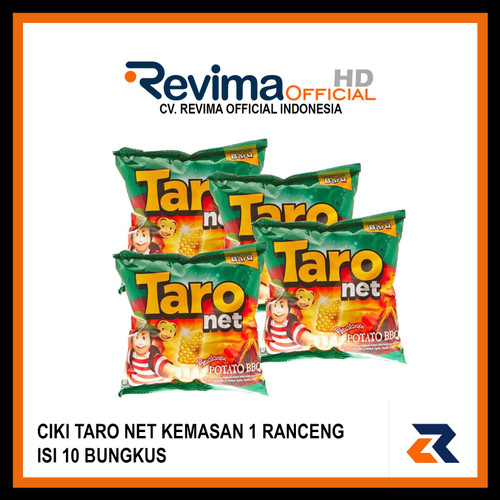 Revima
HD
OFFICIAL
CV. REVIMA OFFICIAL INDONESIA
Baru
Taro
net
Baru
Taro
Baru
Taro
net
POTATO BBQ
Baru
Taro
net
POTATO BBQ
CIKI TARO NET KEMASAN 1 RANCENG
ISI 10 BUNGKUS